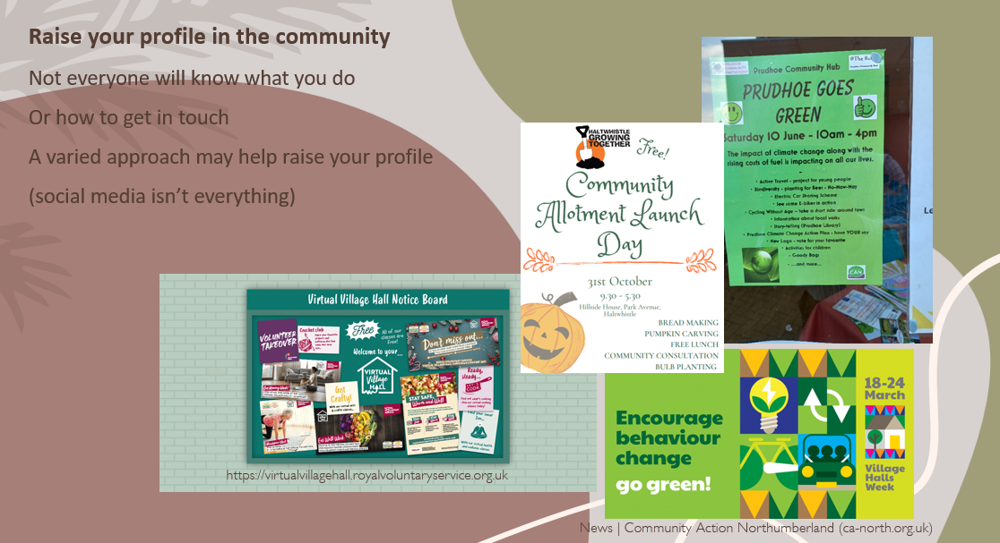 Raise your profile in the community
Not everyone will know what you do
Or how to get in touch
A varied approach may help raise your profile
(social media isn't everything)
Virtual Village Hall Notice Board
VOLUNTEER
TAKEOVER
Crochet club
Free
All of our
classes are
free!
Welcome to your...
VIRTUAL
Village
HALL
Don't miss out...
Ready,
steady...
COOK
Get
Crafty!
STAY SAFE,
Warm and Well
Eat Well Week
https://virtualvillagehall.royalvoluntaryservice.org.uk
HALTWHISTLE
GROWING
TOGETHER
Free!
Community
Allotment Launch
Day
31st October
9.30 - 5.30
Hillside House, Park Avenue,
Haltwhistle
BREAD MAKING
PUMPKIN CARVING
FREE LUNCH
COMMUNITY CONSULTATION
BULB PLANTING
Prudhoe Community Hub
PRUDHOE GOES
GREEN
Saturday 10 June - 10am - 4pm
The impact of climate change along with the
rising costs of fuel is impacting on all our lives.
• Active Travel - project for young people
• Biodiversity - planting for Bees - No-Mow-May
• Electric Car Sharing Scheme
• See some E-bikes in action
• Cycling Without Age - take a short ride around town
• Information about local walks
• Story-telling (Prudhoe Library)
• Prudhoe Climate Change Action Plan - have YOUR say
• New Logo - vote for your favourite
• Activities for children
• Goody Bags
• ....and more...
CAN
Le
Encourage
behaviour
change
go green!
18-24
March
Village
Halls
Week
News | Community Action Northumberland (ca-north.org.uk)